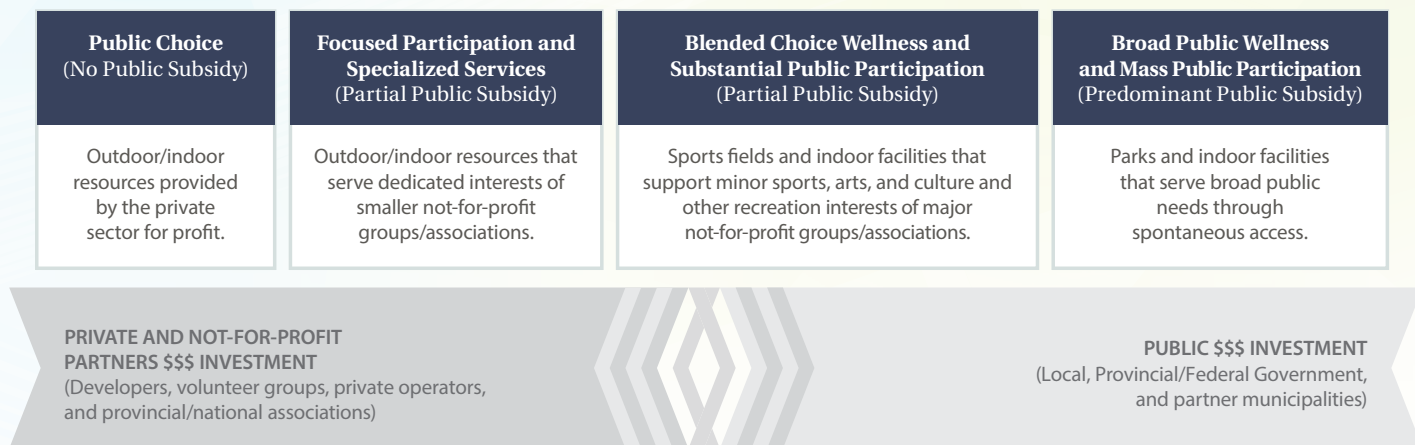 Public Choice
(No Public Subsidy)
Outdoor/indoor
resources provided
by the private
sector for profit.
Focused Participation and
Specialized Services
(Partial Public Subsidy)
Outdoor/indoor resources that
serve dedicated interests of
smaller not-for-profit
groups/associations.
Blended Choice Wellness and
Substantial Public Participation
(Partial Public Subsidy)
Sports fields and indoor facilities that
support minor sports, arts, and culture and
other recreation interests of major
not-for-profit groups/associations.
Broad Public Wellness
and Mass Public Participation
(Predominant Public Subsidy)
Parks and indoor facilities
that serve broad public
needs through
spontaneous access.
PRIVATE AND NOT-FOR-PROFIT
PARTNERS $$$ INVESTMENT
(Developers, volunteer groups, private operators,
and provincial/national associations)
PUBLIC $$$ INVESTMENT
(Local, Provincial/Federal Government,
and partner municipalities)